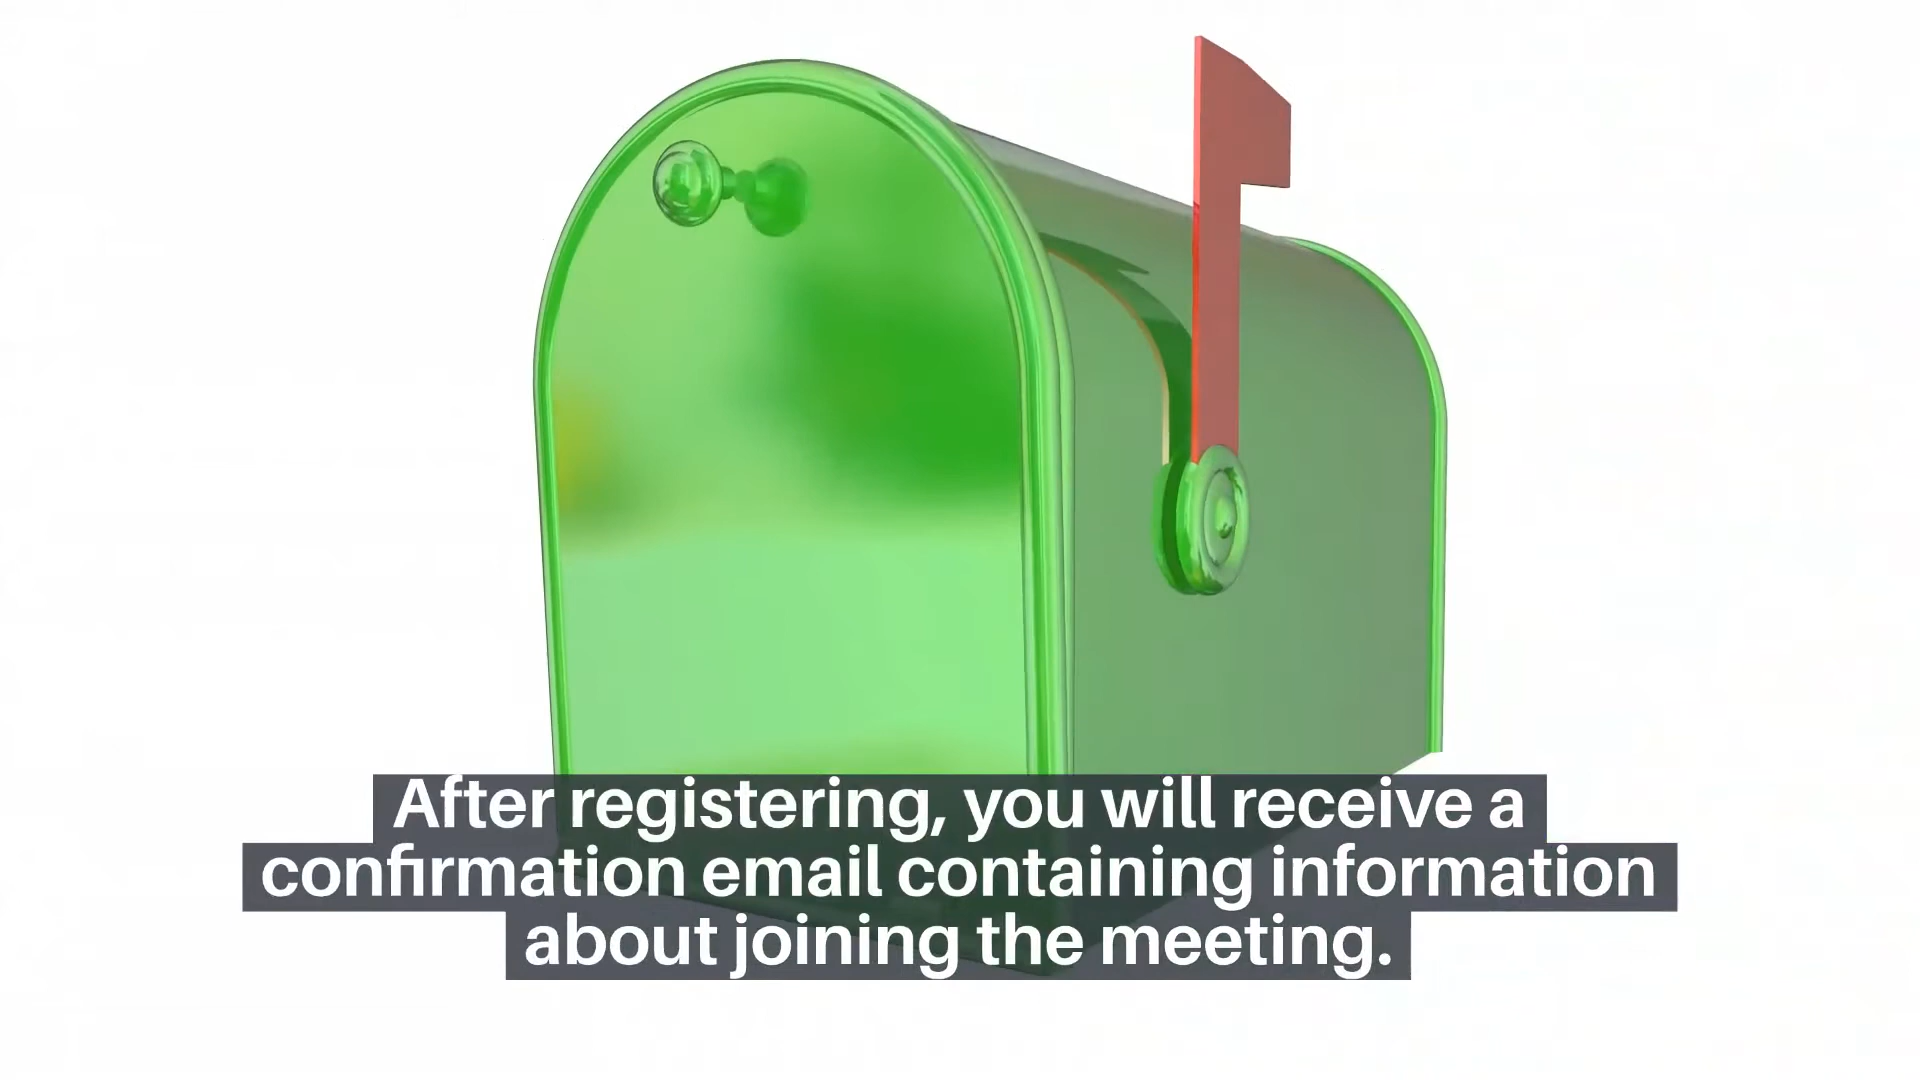 After registering, you will receive a
confirmation email containing information
about joining the meeting.